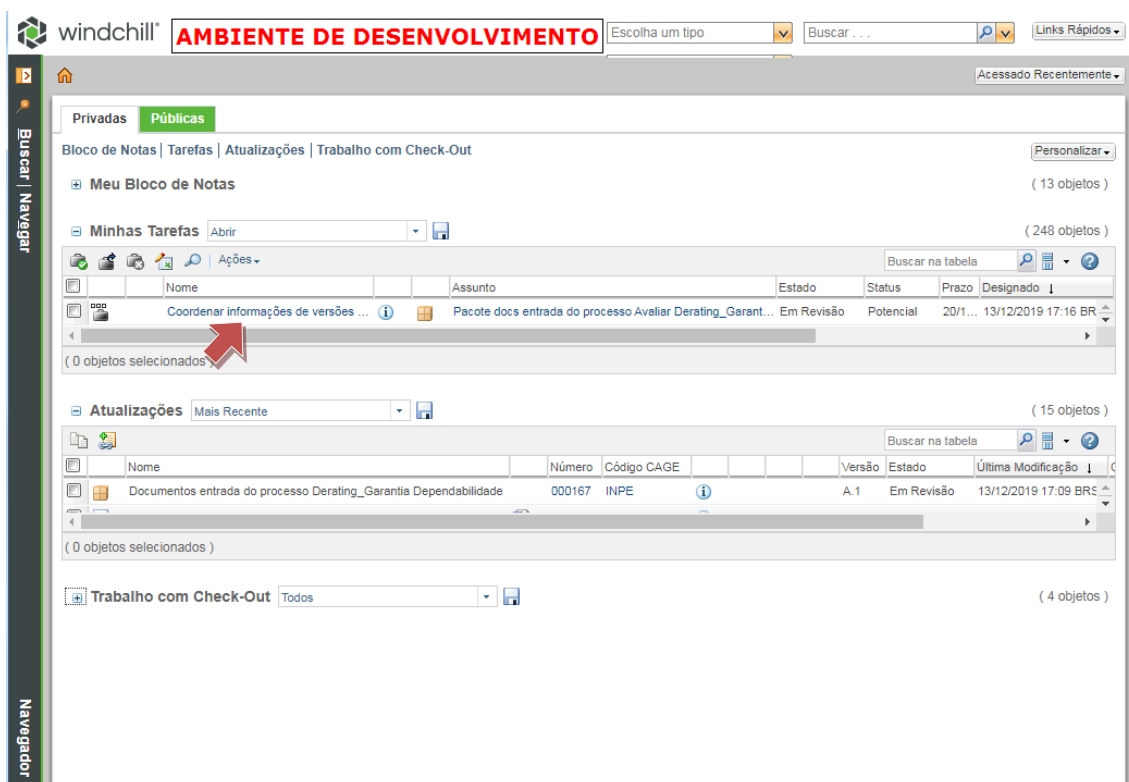 windchill® AMBIENTE DE DESENVOLVIMENTO Escolha um tipo Buscar . . . Links Rápidos
Acessado Recentemente
Buscar | Navegar
Navegador
Privadas Públicas
Bloco de Notas | Tarefas | Atualizações | Trabalho com Check-Out Personalizar
Meu Bloco de Notas ( 13 objetos )
Minhas Tarefas Abrir ( 248 objetos )
Ações Buscar na tabela
Nome Assunto Estado Status Prazo Designado
Coordenar informações de versões ... Pacote docs entrada do processo Avaliar Derating_Garant... Em Revisão Potencial 20/1... 13/12/2019 17:16 BR
( 0 objetos selecionados )
Atualizações Mais Recente ( 15 objetos )
Buscar na tabela
Nome Número Código CAGE Versão Estado Última Modificação
Documentos entrada do processo Derating_Garantia Dependabilidade 000167 INPE A.1 Em Revisão 13/12/2019 17:09 BRS
( 0 objetos selecionados )
Trabalho com Check-Out Todos ( 4 objetos )